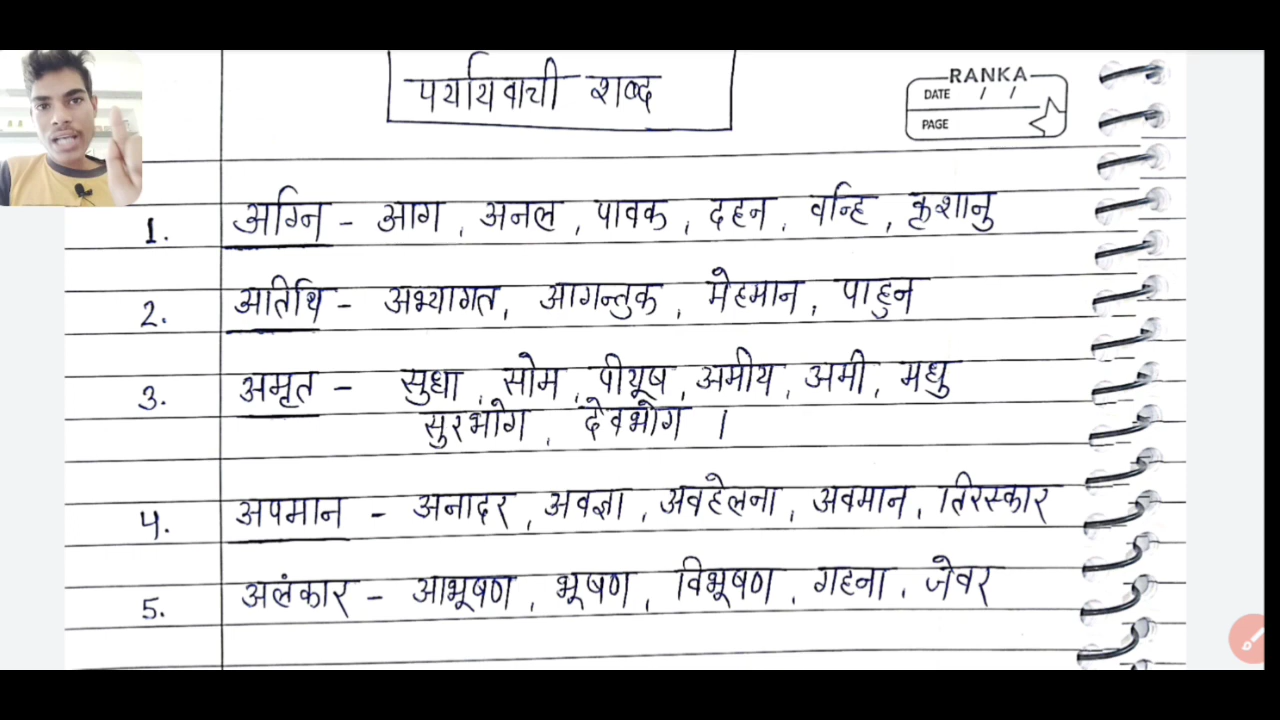 पर्यायवाची शब्द
RANKA
DATE / /
PAGE
1. अग्नि - आग, अनल, पावक, दहन, वन्हि, कृशानु
2. अतिथि - अभ्यागत, आगन्तुक, मेहमान, पाहुन
3. अमृत - सुधा, सोम, पीयूष, अमीय, अमी, मधु
सुरभोग, देवभोग ।
4. अपमान - अनादर, अवज्ञा, अवहेलना, अवमान, तिरस्कार
5. अलंकार - आभूषण, भूषण, विभूषण, गहना, जेवर